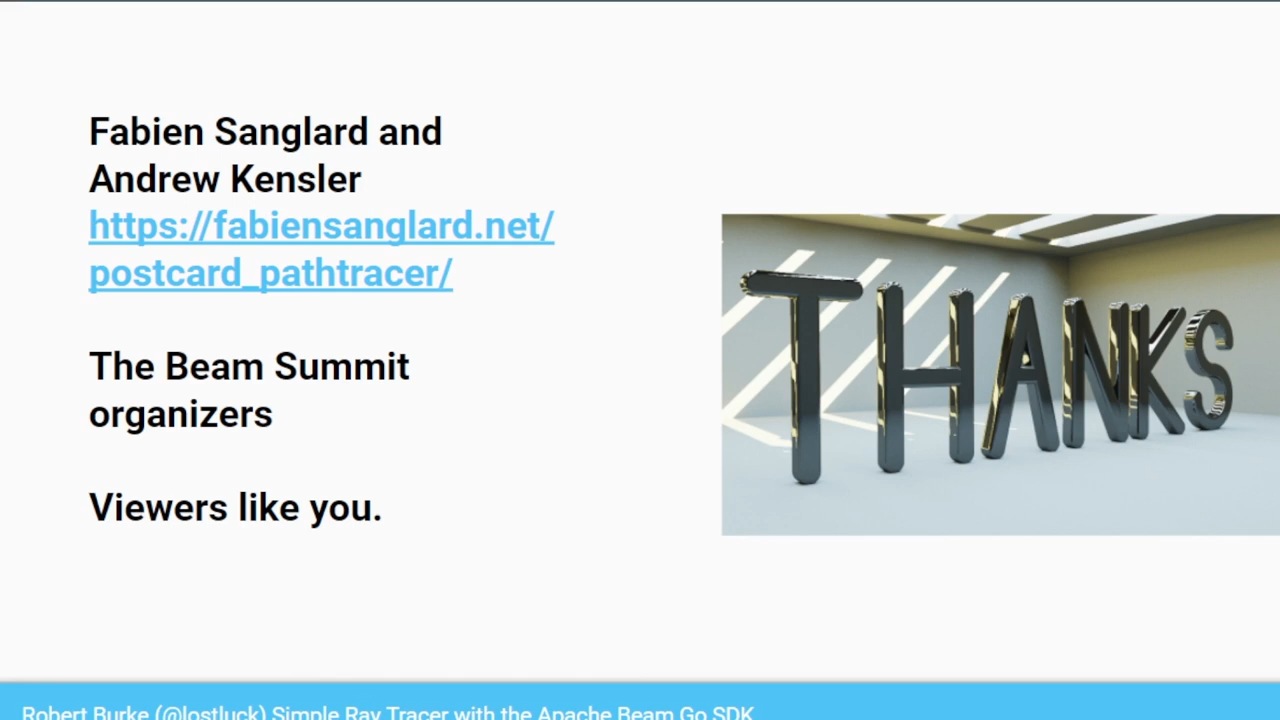 Fabien Sanglard and
Andrew Kensler
https://fabiensanglard.net/
postcard_pathtracer/
The Beam Summit
organizers
Viewers like you.
THANKS
Robert Burke (@lostluck) Simple Ray Tracer with the Apache Beam Go SDK